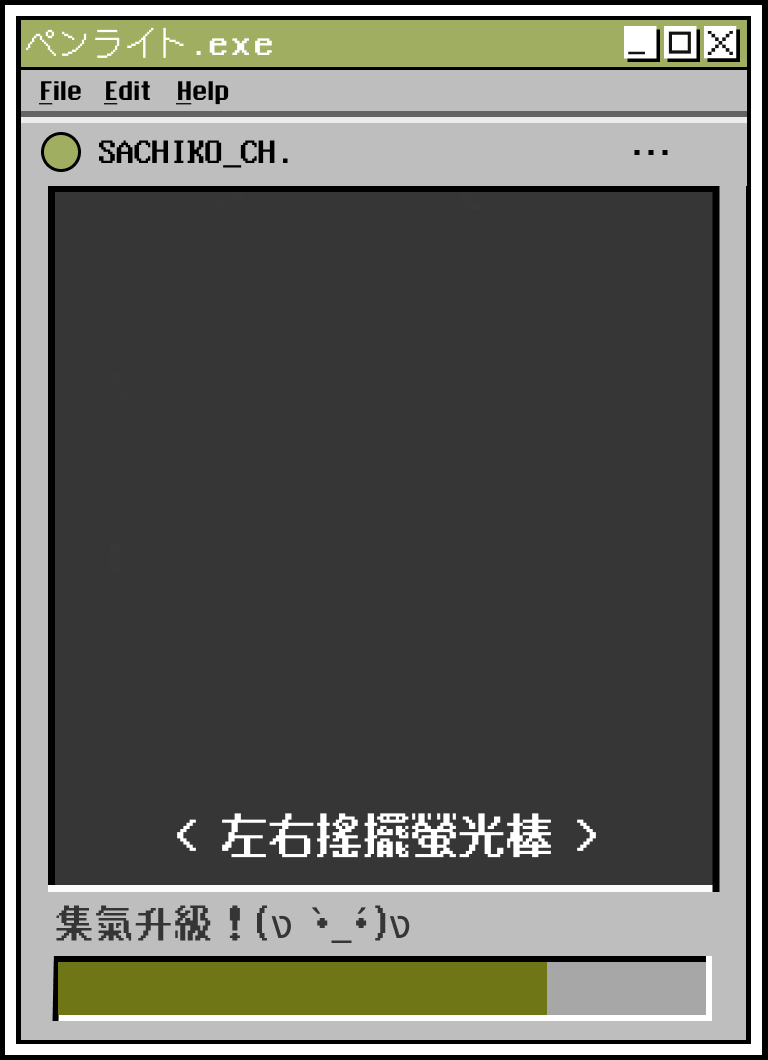 ペンライト.exe
File Edit Help
SACHIKO_CH. ...
< 左右搖擺螢光棒 >
集氣升級！(ง •̀_•́)ง